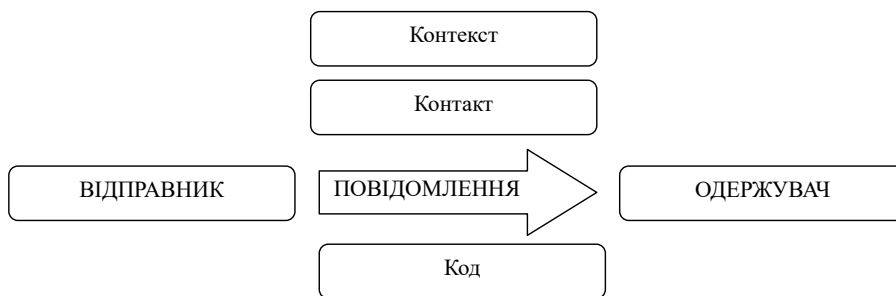 Контекст
Контакт
ВІДПРАВНИК
ПОВІДОМЛЕННЯ
ОДЕРЖУВАЧ
Код